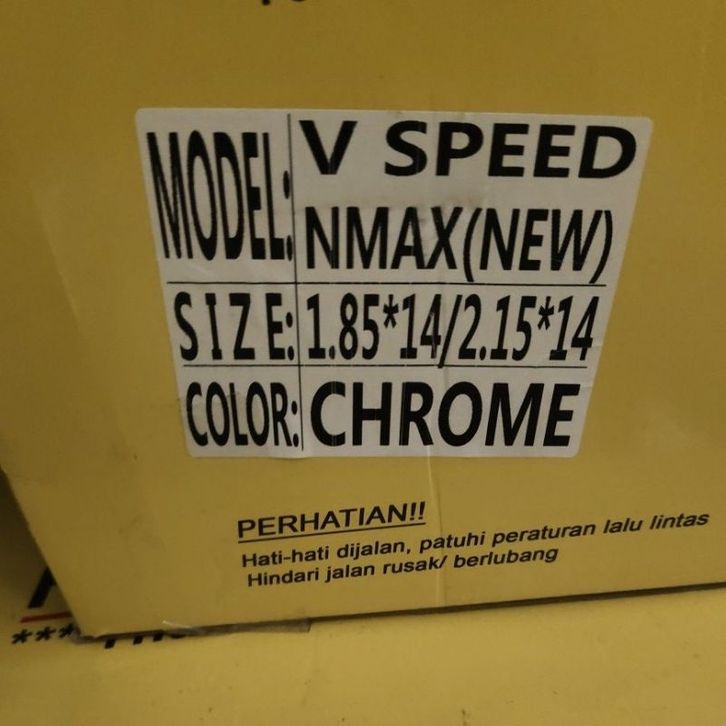 MODEL: V SPEED
NMAX(NEW)
SIZE: 1.85*14/2.15*14
COLOR: CHROME
PERHATIAN!!
Hati-hati dijalan, patuhi peraturan lalu lintas
Hindari jalan rusak/ berlubang
***